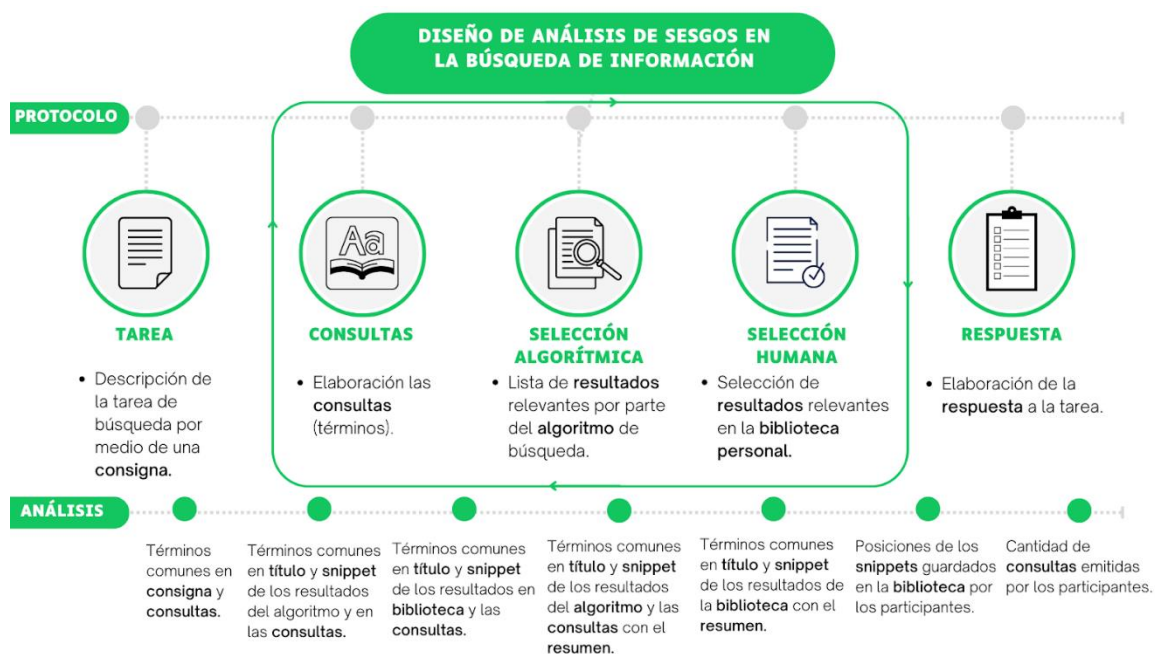 DISEÑO DE ANÁLISIS DE SESGOS EN
LA BÚSQUEDA DE INFORMACIÓN
PROTOCOLO
Aa
TAREA
• Descripción de
la tarea de
búsqueda por
medio de una
consigna.
CONSULTAS
• Elaboración las
consultas
(términos).
SELECCIÓN
ALGORÍTMICA
• Lista de resultados
relevantes por parte
del algoritmo de
búsqueda.
SELECCIÓN
HUMANA
• Selección de
resultados relevantes
en la biblioteca
personal.
RESPUESTA
• Elaboración de la
respuesta a la tarea.
ANÁLISIS
Términos
comunes en
consigna y
consultas.
Términos comunes
en título y snippet
de los resultados
del algoritmo y en
las consultas.
Términos comunes
en título y snippet
de los resultados en
biblioteca y las
consultas.
Términos comunes
en título y snippet
de los resultados
del algoritmo y las
consultas con el
resumen.
Términos comunes
en título y snippet
de los resultados de
la biblioteca con el
resumen.
Posiciones de los
snippets guardados
en la biblioteca por
los participantes.
Cantidad de
consultas emitidas
por los participantes.